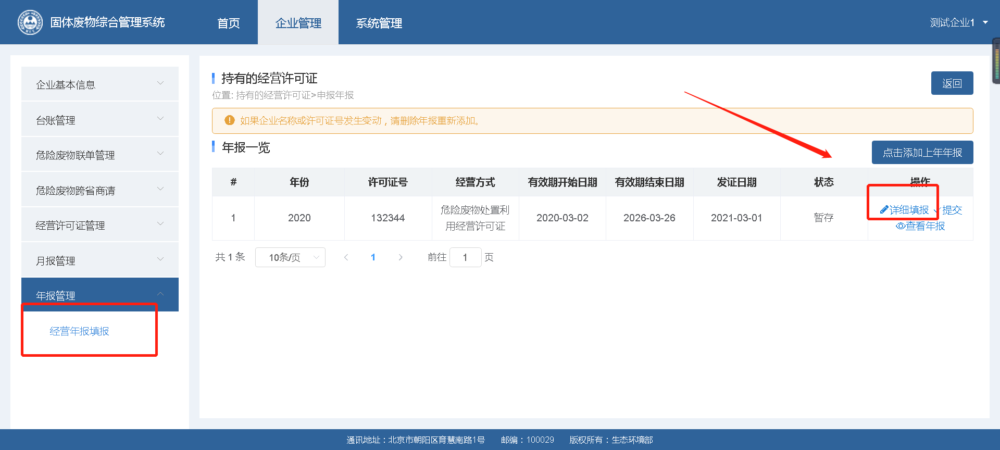 固体废物综合管理系统
首页
企业管理
系统管理
测试企业1
企业基本信息
台账管理
危险废物联单管理
危险废物跨省商请
经营许可证管理
月报管理
年报管理
经营年报填报
持有的经营许可证
返回
位置: 持有的经营许可证>申报年报
如果企业名称或许可证号发生变动，请删除年报重新添加。
年报一览
点击添加上年年报
# 年份 许可证号 经营方式 有效期开始日期 有效期结束日期 发证日期 状态 操作
1 2020 132344 危险废物处置利 2020-03-02 2026-03-26 2021-03-01 暂存 详细填报 提交
用经营许可证 查看年报
共 1 条 10条/页 1 前往 1 页
通讯地址：北京市朝阳区育慧南路1号 邮编：100029 版权所有：生态环境部